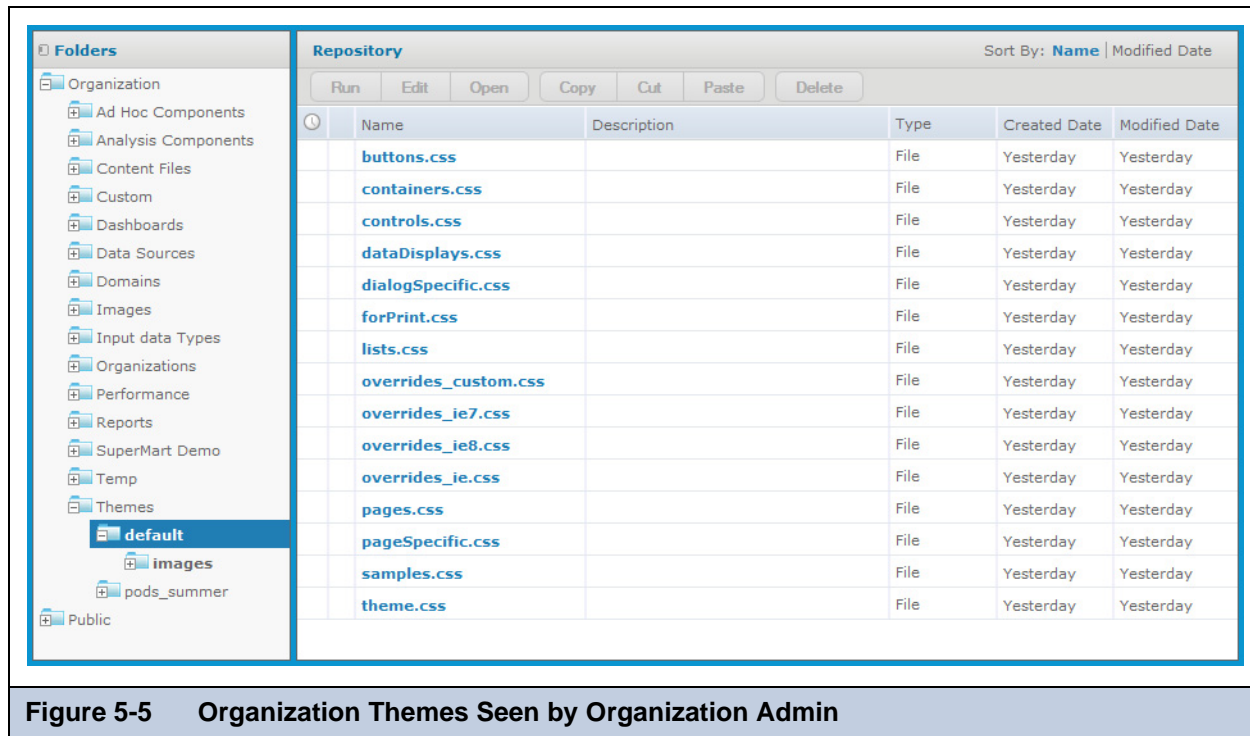 Folders
Organization
Ad Hoc Components
Analysis Components
Content Files
Custom
Dashboards
Data Sources
Domains
Images
Input data Types
Organizations
Performance
Reports
SuperMart Demo
Temp
Themes
default
images
pods_summer
Public
Repository Sort By: Name | Modified Date
Run Edit Open Copy Cut Paste Delete
Name Description Type Created Date Modified Date
buttons.css File Yesterday Yesterday
containers.css File Yesterday Yesterday
controls.css File Yesterday Yesterday
dataDisplays.css File Yesterday Yesterday
dialogSpecific.css File Yesterday Yesterday
forPrint.css File Yesterday Yesterday
lists.css File Yesterday Yesterday
overrides_custom.css File Yesterday Yesterday
overrides_ie7.css File Yesterday Yesterday
overrides_ie8.css File Yesterday Yesterday
overrides_ie.css File Yesterday Yesterday
pages.css File Yesterday Yesterday
pageSpecific.css File Yesterday Yesterday
samples.css File Yesterday Yesterday
theme.css File Yesterday Yesterday
Figure 5-5 Organization Themes Seen by Organization Admin